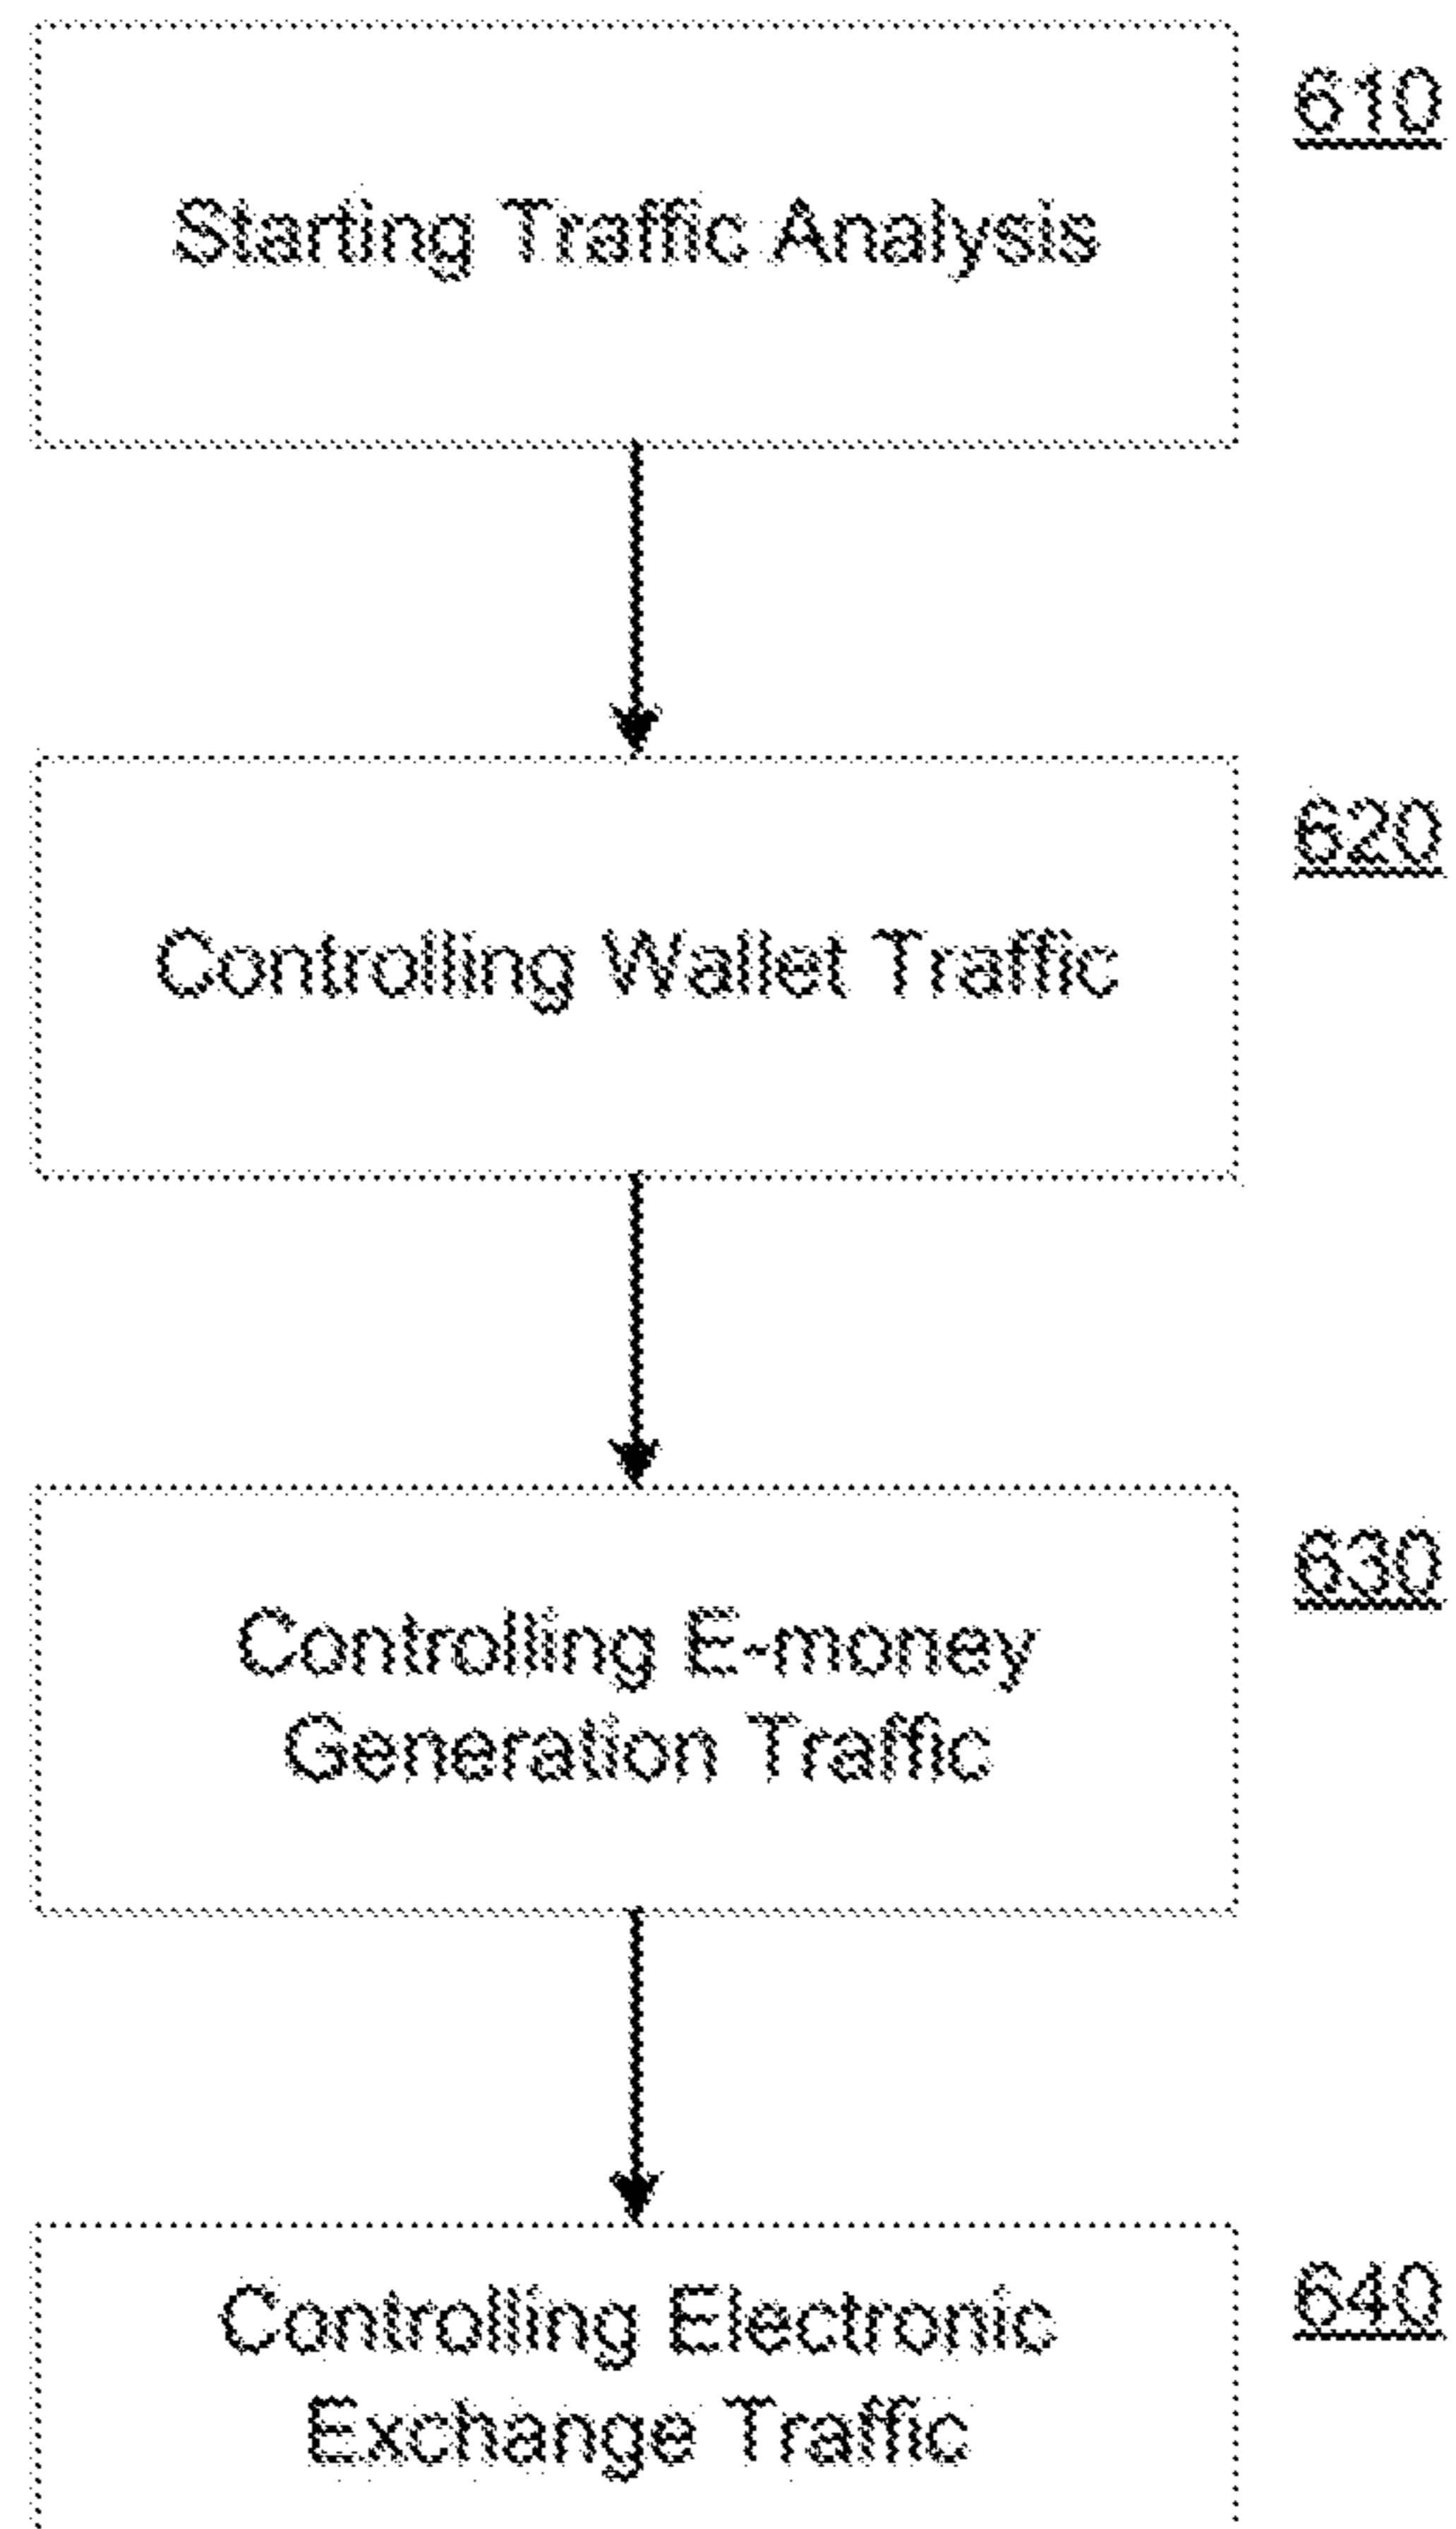 610
Starting Traffic Analysis
620
Controlling Wallet Traffic
630
Controlling E-money
Generation Traffic
640
Controlling Electronic
Exchange Traffic